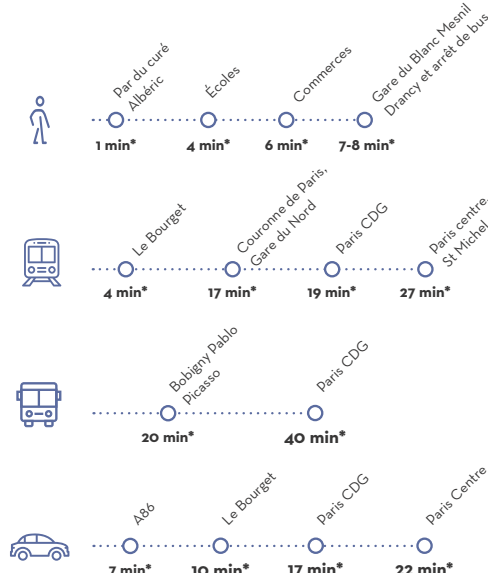 Par du curé
Albéric
Écoles
Commerces
Gare du Blanc Mesnil
Drancy et arrêt de bus
1 min*
4 min*
6 min*
7-8 min*
Le Bourget
Couronne de Paris,
Gare du Nord
Paris CDG
Paris centre,
St Michel
4 min*
17 min*
19 min*
27 min*
Bobigny Pablo
Picasso
Paris CDG
20 min*
40 min*
A86
Le Bourget
Paris CDG
Paris Centre
7 min*
10 min*
17 min*
22 min*